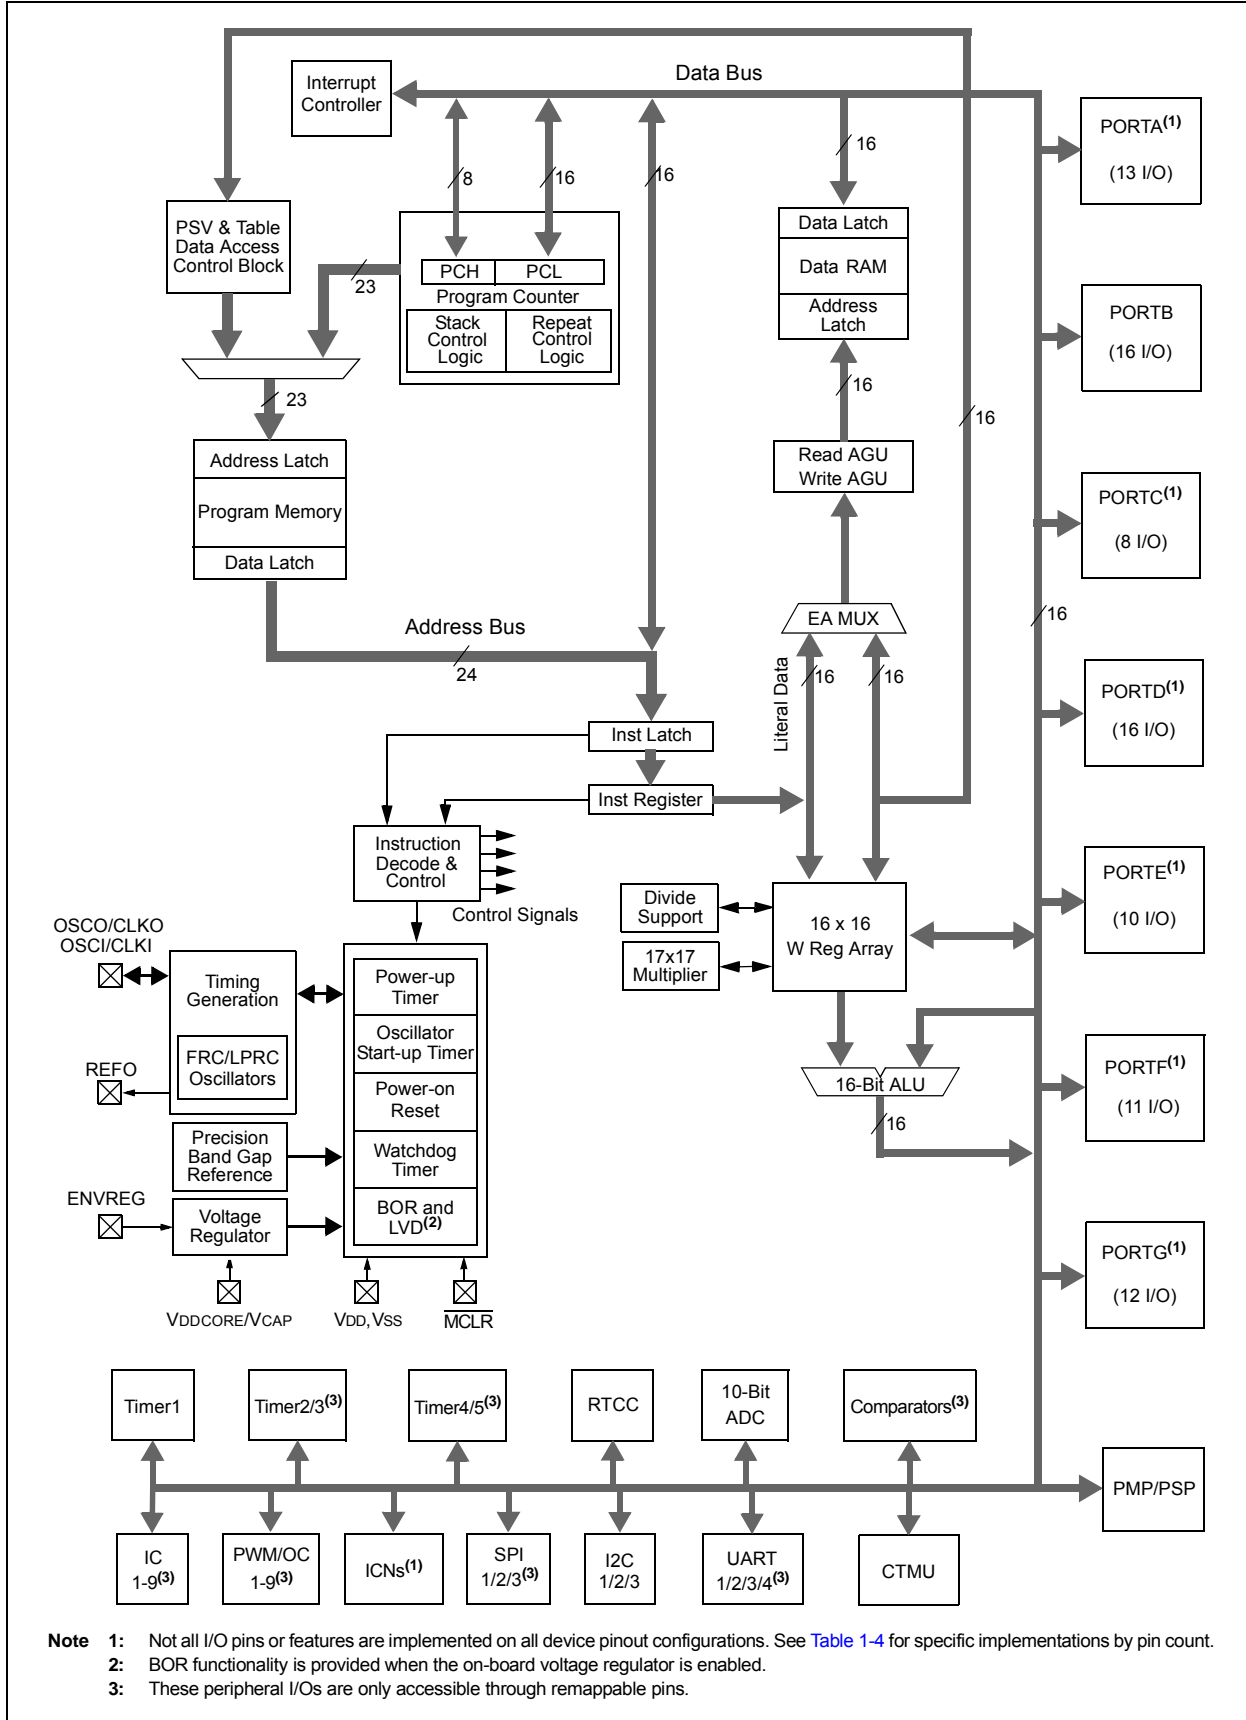 Data Bus
Interrupt
Controller
PORTA(1)
(13 I/O)
16
8
16
16
PSV & Table
Data Access
Control Block
Data Latch
Data RAM
Address
Latch
PCH
PCL
23
Program Counter
Stack
Control
Logic
Repeat
Control
Logic
PORTB
(16 I/O)
16
23
16
Address Latch
Program Memory
Data Latch
Read AGU
Write AGU
PORTC(1)
(8 I/O)
EA MUX
16
Address Bus
24
Literal Data
16
16
PORTD(1)
(16 I/O)
Inst Latch
Inst Register
Instruction
Decode &
Control
Control Signals
Divide
Support
17x17
Multiplier
16 x 16
W Reg Array
PORTE(1)
(10 I/O)
OSCO/CLKO
OSCI/CLKI
Timing
Generation
FRC/LPRC
Oscillators
REFO
Power-up
Timer
Oscillator
Start-up Timer
Power-on
Reset
Watchdog
Timer
BOR and
LVD(2)
16-Bit ALU
16
PORTF(1)
(11 I/O)
Precision
Band Gap
Reference
ENVREG
Voltage
Regulator
PORTG(1)
(12 I/O)
VDDCORE/VCAP
VDD, VSS
MCLR
Timer1
Timer2/3(3)
Timer4/5(3)
RTCC
10-Bit
ADC
Comparators(3)
PMP/PSP
IC
1-9(3)
PWM/OC
1-9(3)
ICNs(1)
SPI
1/2/3(3)
I2C
1/2/3
UART
1/2/3/4(3)
CTMU
Note 1: Not all I/O pins or features are implemented on all device pinout configurations. See Table 1-4 for specific implementations by pin count.
2: BOR functionality is provided when the on-board voltage regulator is enabled.
3: These peripheral I/Os are only accessible through remappable pins.